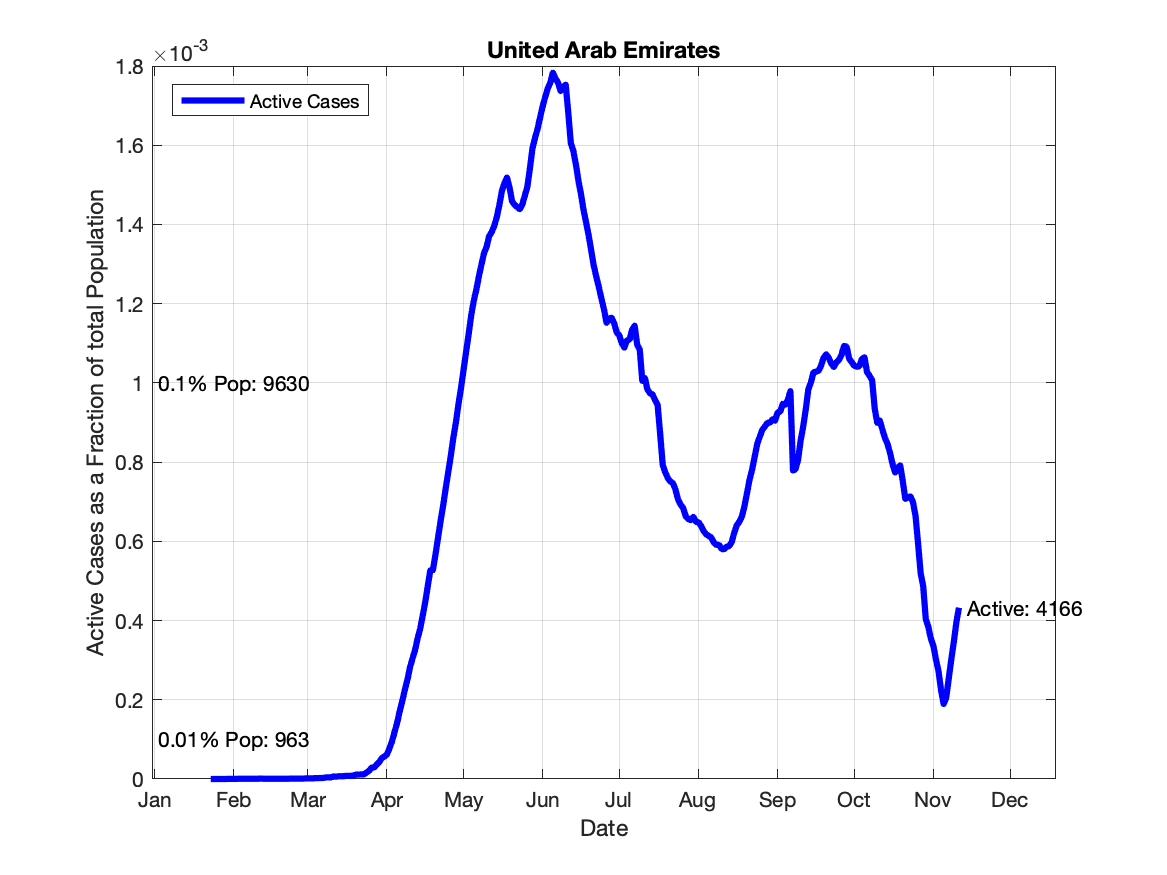 United Arab Emirates
×10-3
Active Cases
1.8
1.6
1.4
1.2
1
0.8
0.6
0.4
0.2
0
0.1% Pop: 9630
0.01% Pop: 963
Active: 4166
Active Cases as a Fraction of total Population
Jan Feb Mar Apr May Jun Jul Aug Sep Oct Nov Dec
Date